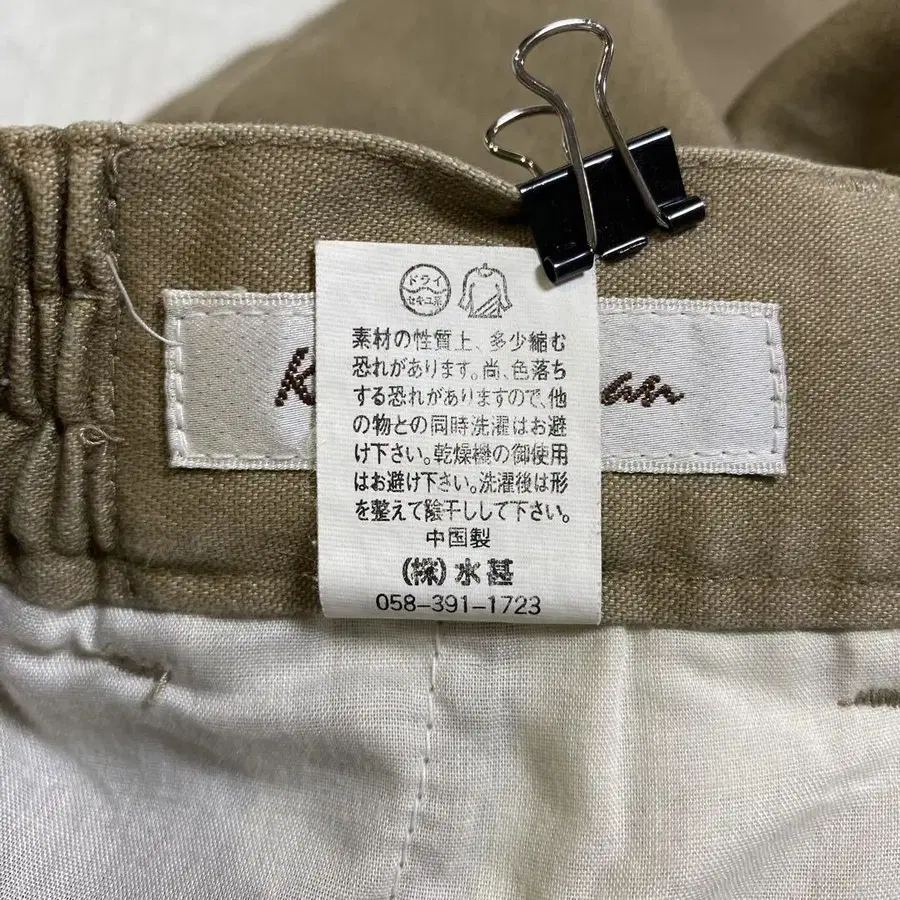 ドライ
セキユ系
素材の性質上、多少縮む
恐れがあります。尚、色落ち
する恐れがありますので、他
の物との同時洗濯はお避
け下さい。乾燥機の御使用
はお避け下さい。洗濯後は形
を整えて陰干しして下さい。
中国製
(株)水甚
058-391-1723